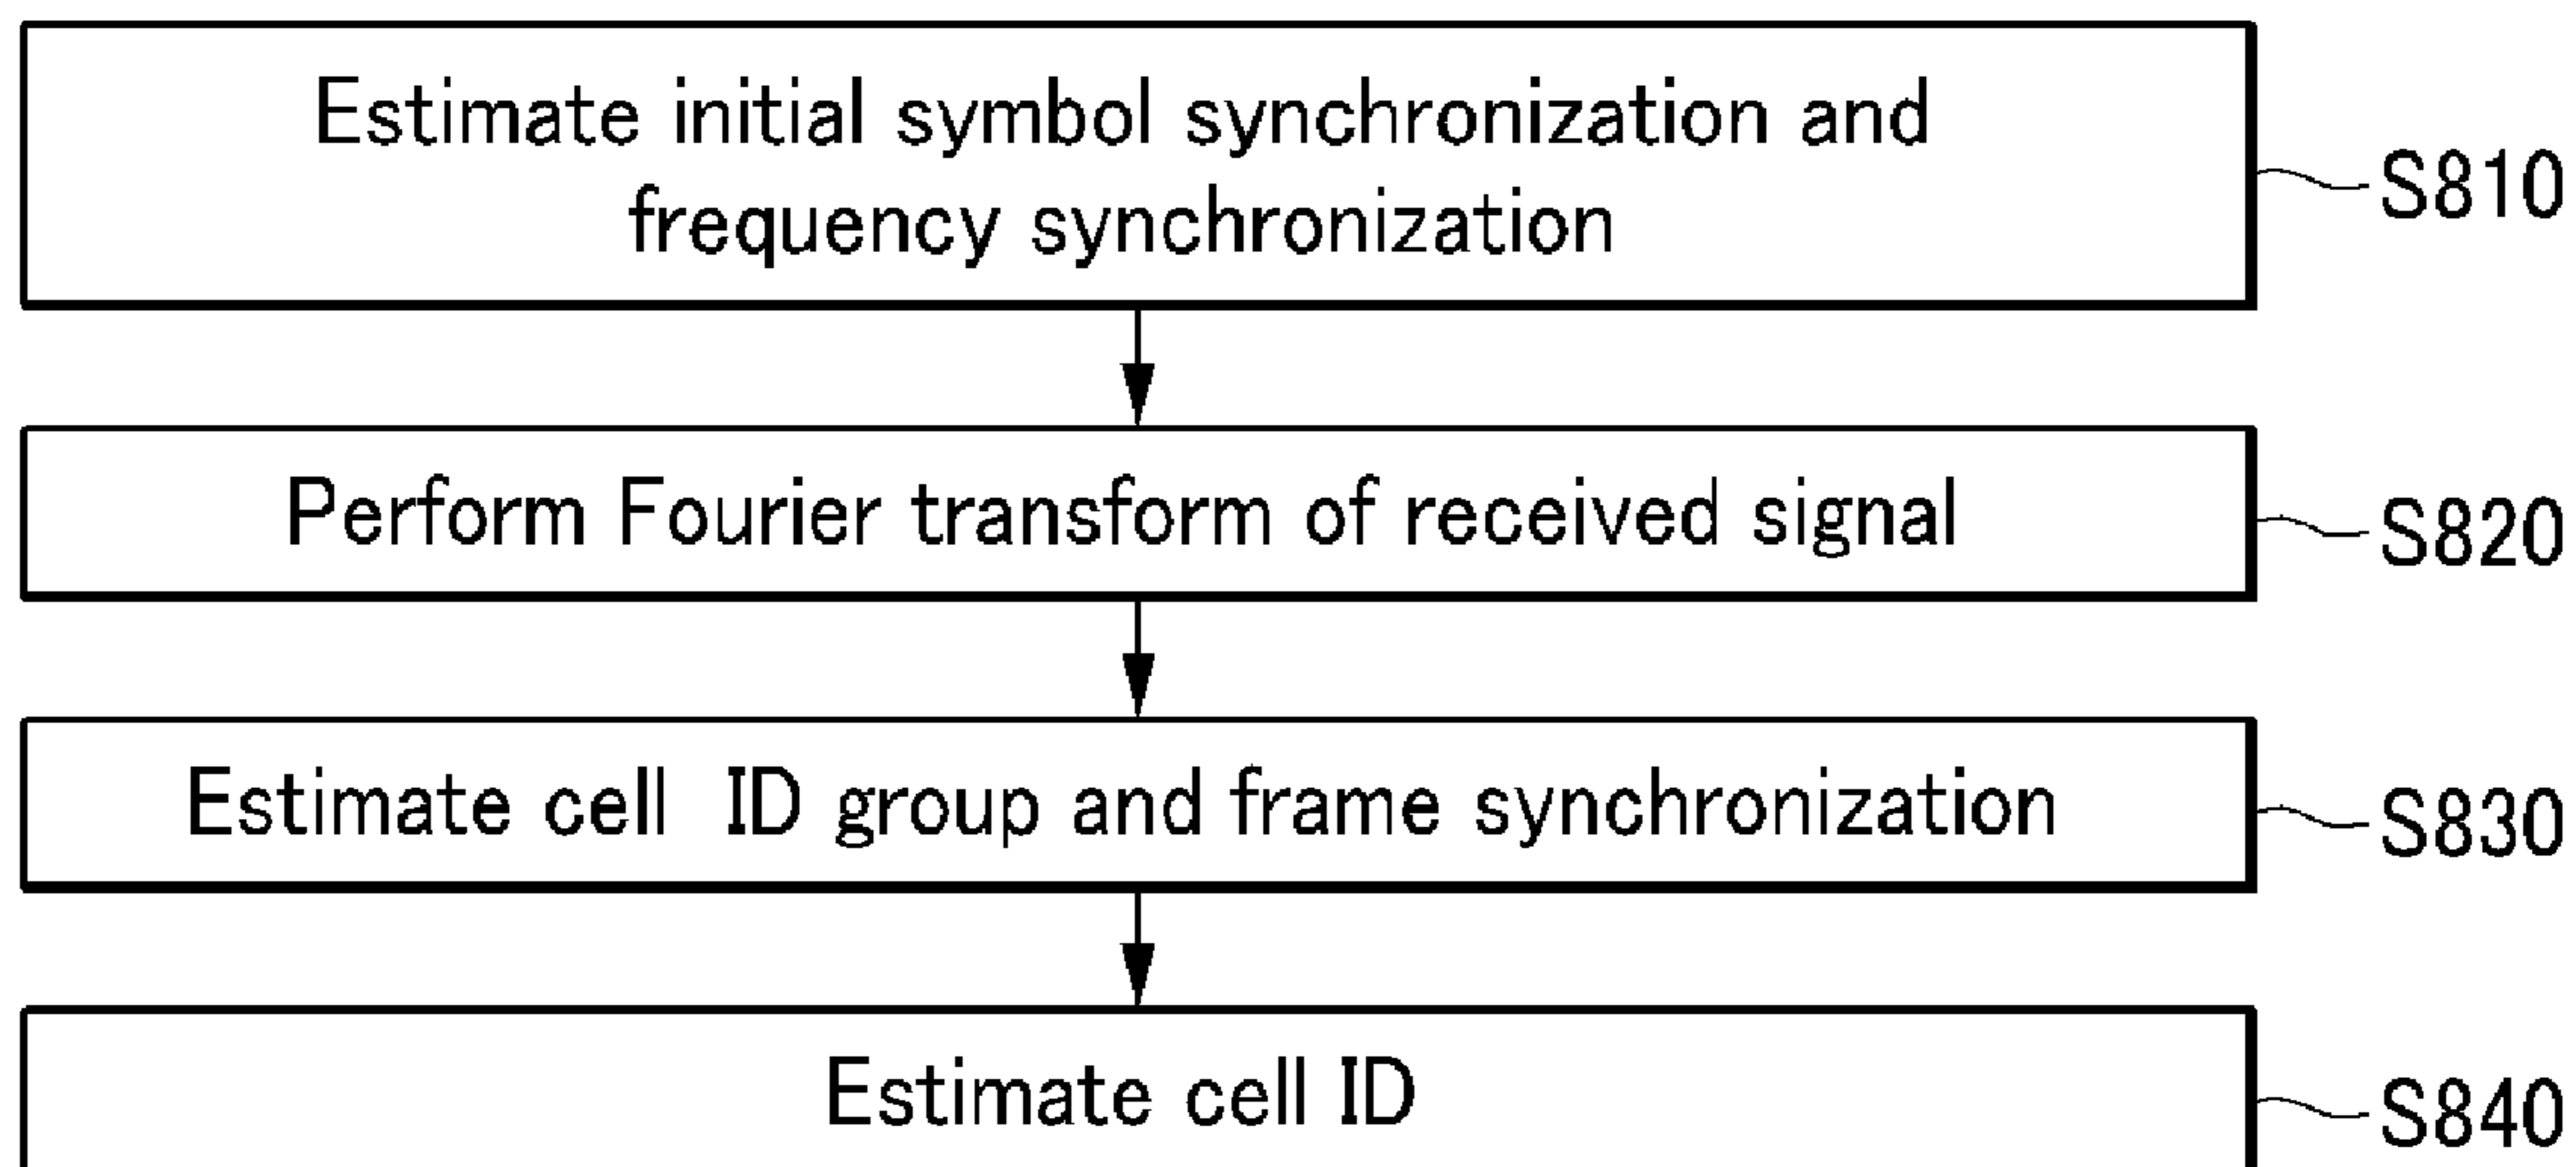 Estimate initial symbol synchronization and
frequency synchronization
S810
Perform Fourier transform of received signal
S820
Estimate cell ID group and frame synchronization
S830
Estimate cell ID
S840